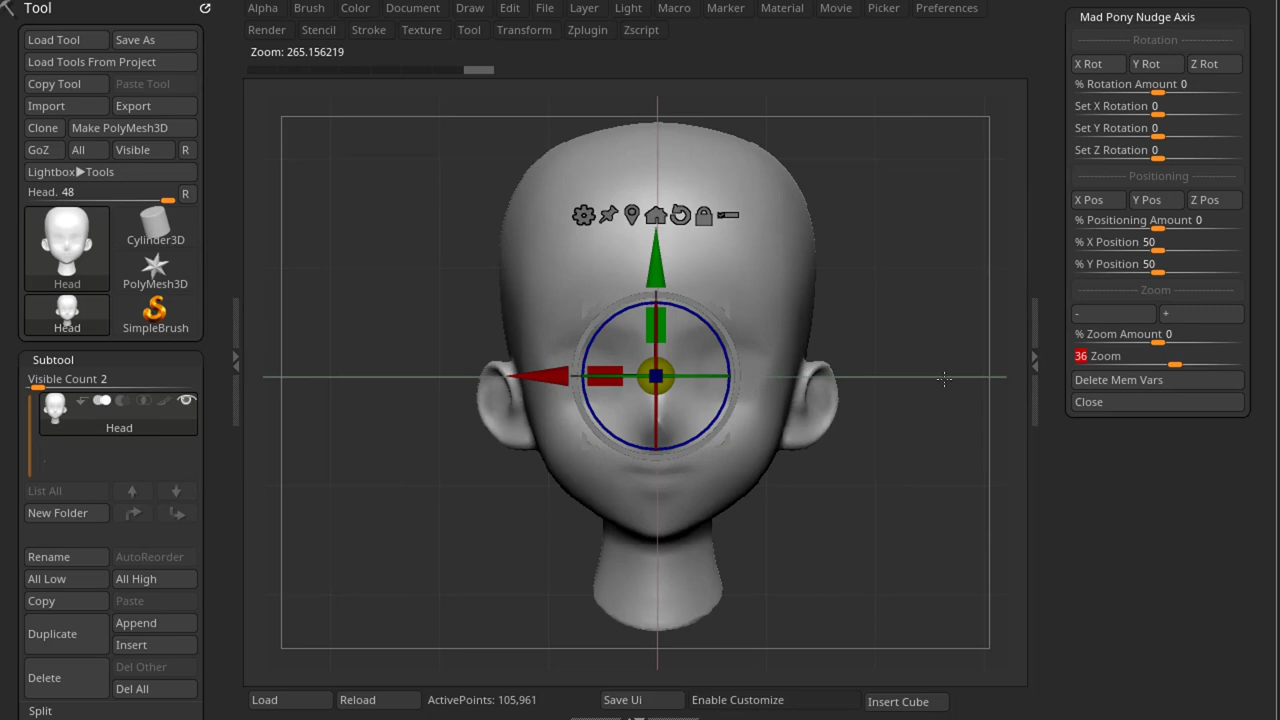 Tool
Load Tool Save As
Load Tools From Project
Copy Tool Paste Tool
Import Export
Clone Make PolyMesh3D
GoZ All Visible R
Lightbox▶Tools
Head. 48 R
Head
Cylinder3D
PolyMesh3D
Head
SimpleBrush
Subtool
Visible Count 2
Head
List All
New Folder
Rename AutoReorder
All Low All High
Copy Paste
Duplicate
Append
Insert
Delete
Del Other
Del All
Split
Alpha Brush Color Document Draw Edit File Layer Light Macro Marker Material Movie Picker Preferences
Render Stencil Stroke Texture Tool Transform Zplugin Zscript
Zoom: 265.156219
Load Reload ActivePoints: 105,961 Save Ui Enable Customize Insert Cube
Mad Pony Nudge Axis
------------- Rotation -------------
X Rot Y Rot Z Rot
% Rotation Amount 0
Set X Rotation 0
Set Y Rotation 0
Set Z Rotation 0
------------ Positioning ------------
X Pos Y Pos Z Pos
% Positioning Amount 0
% X Position 50
% Y Position 50
--------------- Zoom ---------------
- +
% Zoom Amount 0
36 Zoom
Delete Mem Vars
Close